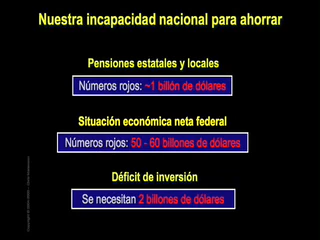 Nuestra incapacidad nacional para ahorrar
Pensiones estatales y locales
Números rojos: ~1 billón de dólares
Situación económica neta federal
Números rojos: 50 - 60 billones de dólares
Déficit de inversión
Se necesitan 2 billones de dólares